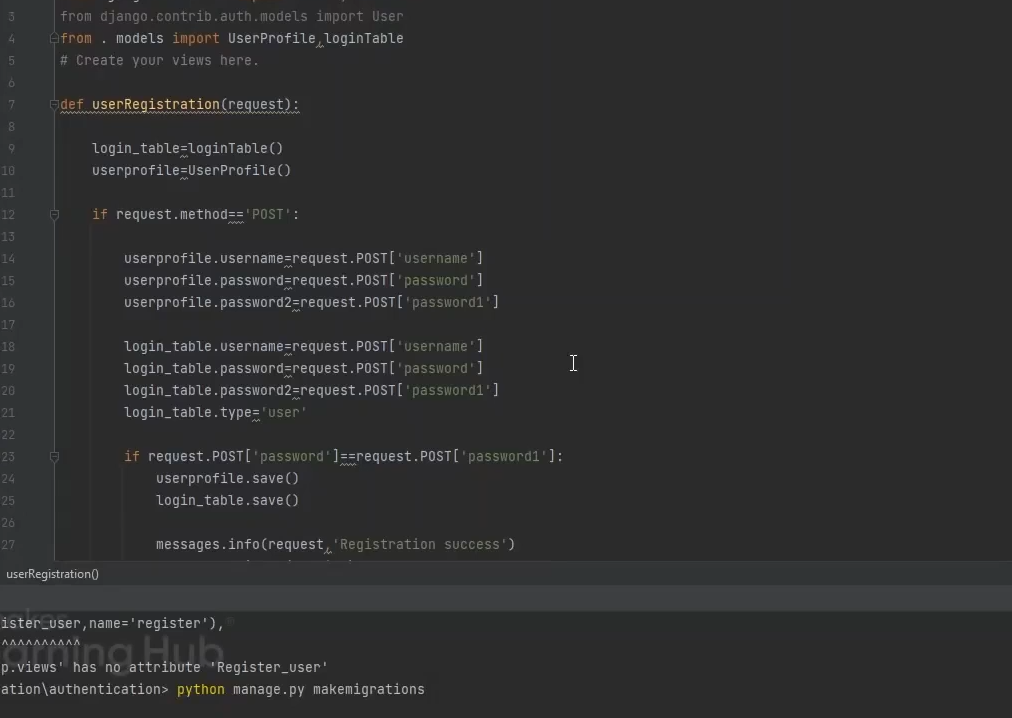 3 from django.contrib.auth.models import User
4 from . models import UserProfile,loginTable
5 # Create your views here.
6
7 def userRegistration(request):
8
9 login_table=loginTable()
10 userprofile=UserProfile()
11
12 if request.method=='POST':
13
14 userprofile.username=request.POST['username']
15 userprofile.password=request.POST['password']
16 userprofile.password2=request.POST['password1']
17
18 login_table.username=request.POST['username']
19 login_table.password=request.POST['password']
20 login_table.password2=request.POST['password1']
21 login_table.type='user'
22
23 if request.POST['password']==request.POST['password1']:
24 userprofile.save()
25 login_table.save()
26
27 messages.info(request,'Registration success')
userRegistration()
ister_user,name='register'),
^^^^^^^^^^
arning Hub
p.views' has no attribute 'Register_user'
ation\authentication> python manage.py makemigrations